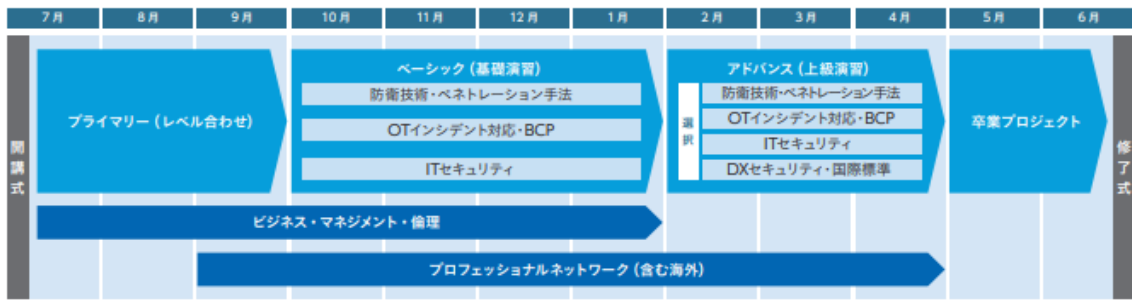 7月 8月 9月 10月 11月 12月 1月 2月 3月 4月 5月 6月
開講式
プライマリー（レベル合わせ）
ベーシック（基礎演習）
防衛技術・ペネトレーション手法
OTインシデント対応・BCP
ITセキュリティ
アドバンス（上級演習）
選択
防衛技術・ペネトレーション手法
OTインシデント対応・BCP
ITセキュリティ
DXセキュリティ・国際標準
卒業プロジェクト
修了式
ビジネス・マネジメント・倫理
プロフェッショナルネットワーク（含む海外）